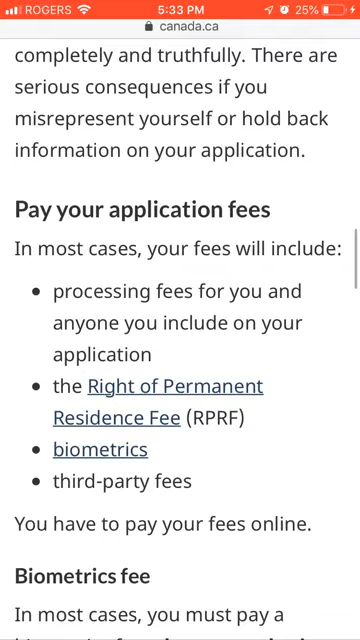 ROGERS 5:33 PM 25%
canada.ca
completely and truthfully. There are
serious consequences if you
misrepresent yourself or hold back
information on your application.
Pay your application fees
In most cases, your fees will include:
processing fees for you and
anyone you include on your
application
the Right of Permanent
Residence Fee (RPRF)
biometrics
third-party fees
You have to pay your fees online.
Biometrics fee
In most cases, you must pay a